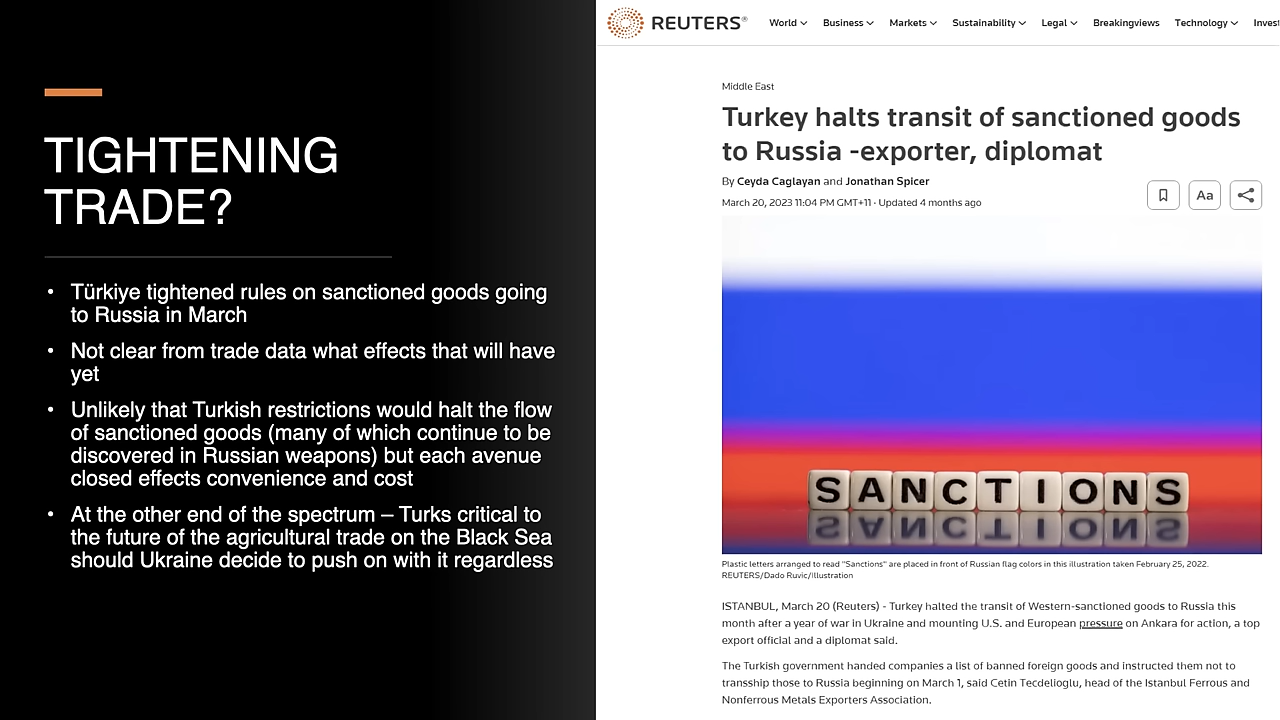 TIGHTENING
TRADE?
• Türkiye tightened rules on sanctioned goods going
to Russia in March
• Not clear from trade data what effects that will have
yet
• Unlikely that Turkish restrictions would halt the flow
of sanctioned goods (many of which continue to be
discovered in Russian weapons) but each avenue
closed effects convenience and cost
• At the other end of the spectrum – Turks critical to
the future of the agricultural trade on the Black Sea
should Ukraine decide to push on with it regardless
REUTERS®
World Business Markets Sustainability Legal Breakingviews Technology Invest
Middle East
Turkey halts transit of sanctioned goods
to Russia -exporter, diplomat
By Ceyda Caglayan and Jonathan Spicer
March 20, 2023 11:04 PM GMT+11 · Updated 4 months ago
Aa
SANCTIONS
Plastic letters arranged to read "Sanctions" are placed in front of Russian flag colors in this illustration taken February 25, 2022.
REUTERS/Dado Ruvic/Illustration
ISTANBUL, March 20 (Reuters) - Turkey halted the transit of Western-sanctioned goods to Russia this
month after a year of war in Ukraine and mounting U.S. and European pressure on Ankara for action, a top
export official and a diplomat said.
The Turkish government handed companies a list of banned foreign goods and instructed them not to
transship those to Russia beginning on March 1, said Cetin Tecdelioglu, head of the Istanbul Ferrous and
Nonferrous Metals Exporters Association.